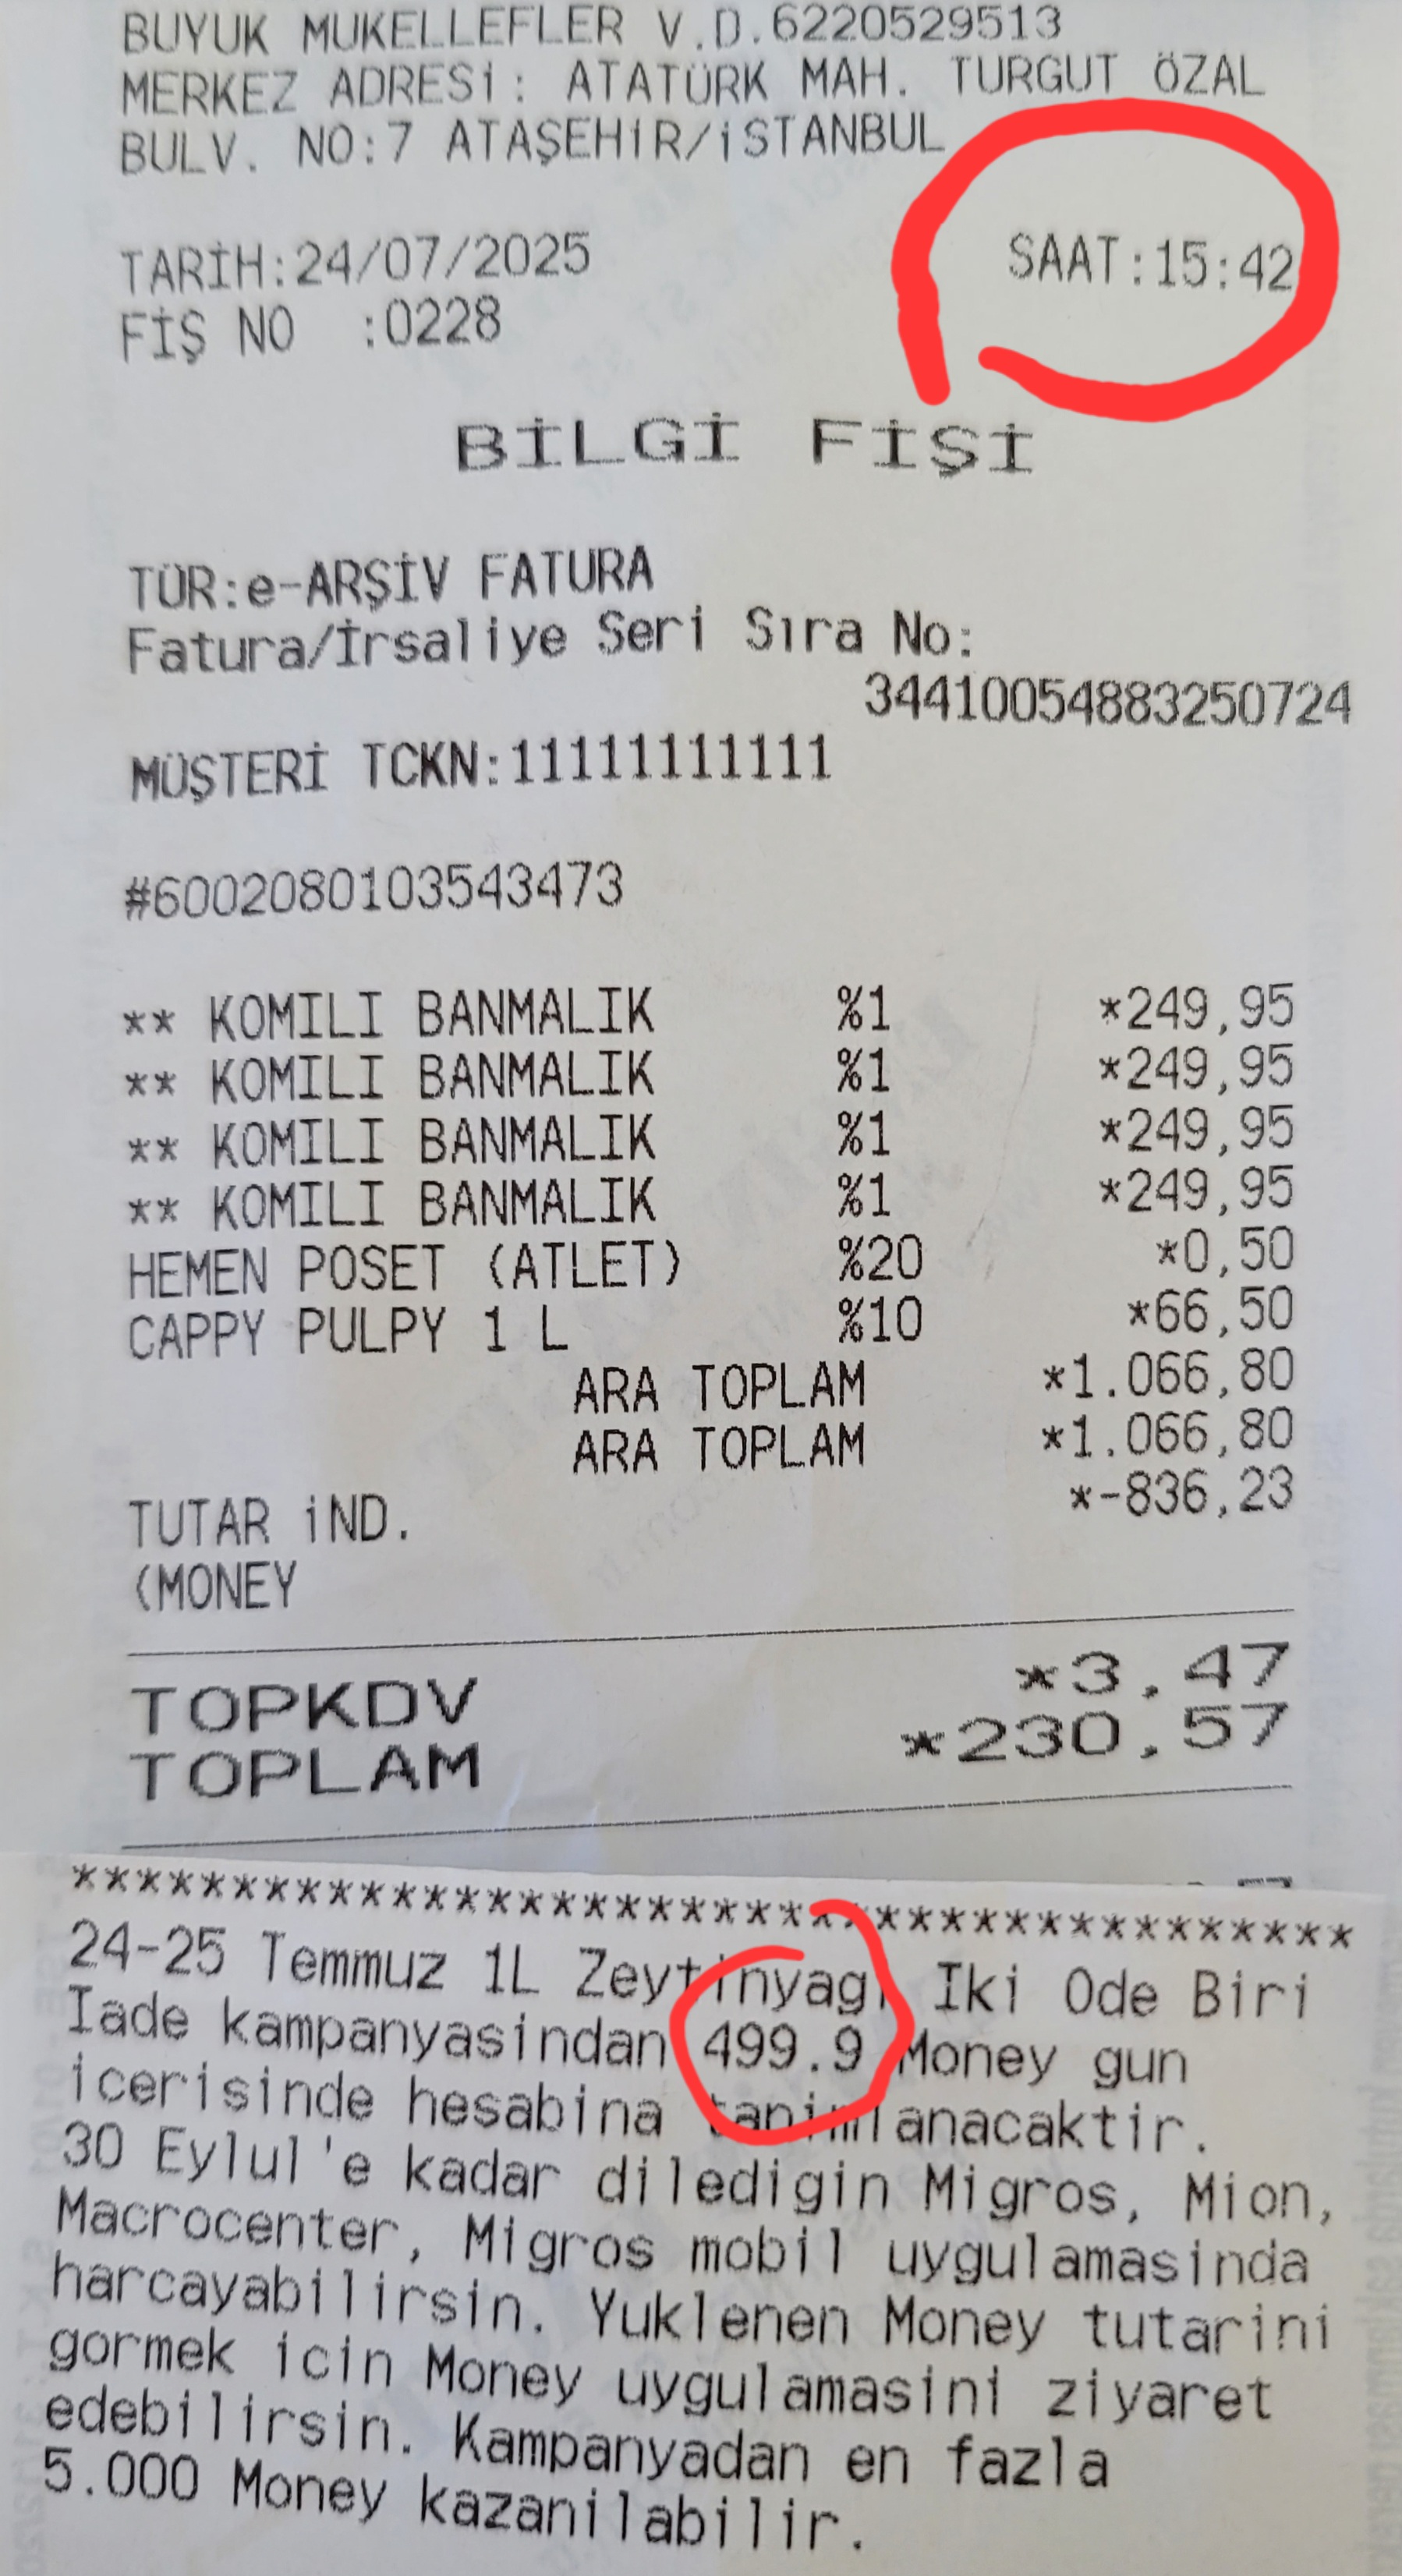 BUYUK MUKELLEFLER V.D.6220529513
MERKEZ ADRESİ: ATATÜRK MAH. TURGUT ÖZAL
BULV. NO:7 ATAŞEHİR/İSTANBUL
TARİH:24/07/2025 SAAT:15:42
FİŞ NO :0228
BİLGİ FİŞİ
TÜR:e-ARŞİV FATURA
Fatura/İrsaliye Seri Sıra No:
34410054883250724
MÜŞTERİ TCKN:11111111111
#6002080103543473
** KOMILI BANMALIK %1 *249,95
** KOMILI BANMALIK %1 *249,95
** KOMILI BANMALIK %1 *249,95
** KOMILI BANMALIK %1 *249,95
HEMEN POSET (ATLET) %20 *0,50
CAPPY PULPY 1 L %10 *66,50
ARA TOPLAM *1.066,80
ARA TOPLAM *1.066,80
TUTAR İND. *-836,23
(MONEY
TOPKDV *3,47
TOPLAM *230,57
*****************************************
24-25 Temmuz 1L Zeytinyagi Iki Ode Biri
Iade kampanyasindan 499.9 Money gun
icerisinde hesabina tanimlanacaktir.
30 Eylul'e kadar diledigin Migros, Mion,
Macrocenter, Migros mobil uygulamasinda
harcayabilirsin. Yuklenen Money tutarini
gormek icin Money uygulamasini ziyaret
edebilirsin. Kampanyadan en fazla
5.000 Money kazanilabilir.